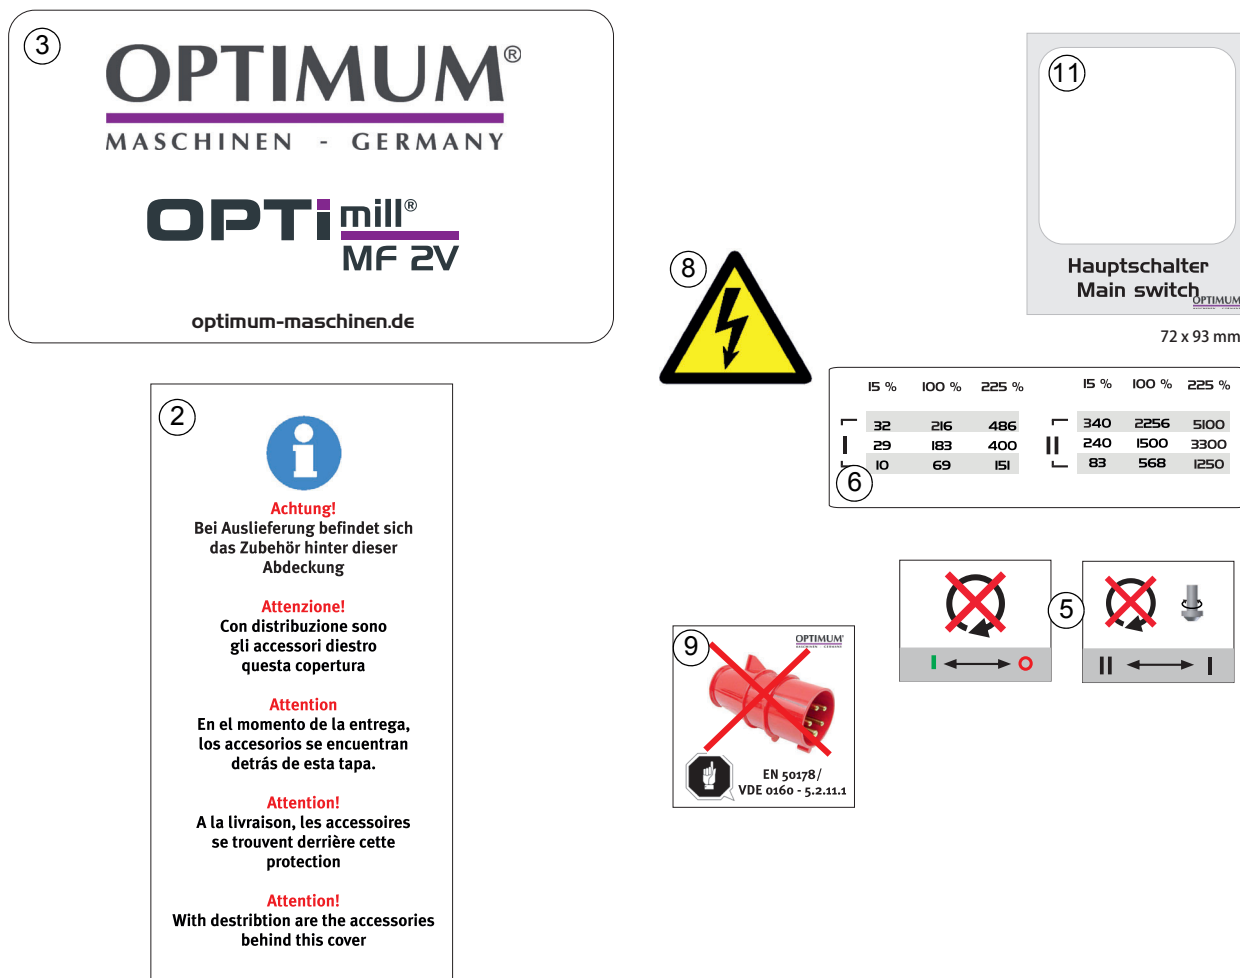 3
OPTIMUM®
MASCHINEN - GERMANY
OPTi mill®
MF 2V
optimum-maschinen.de
2
Achtung!
Bei Auslieferung befindet sich
das Zubehör hinter dieser
Abdeckung
Attenzione!
Con distribuzione sono
gli accessori diestro
questa copertura
Attention
En el momento de la entrega,
los accesorios se encuentran
detrás de esta tapa.
Attention!
A la livraison, les accessoires
se trouvent derrière cette
protection
Attention!
With destribtion are the accessories
behind this cover
11
Hauptschalter
Main switch
OPTIMUM
MASCHINEN - GERMANY
72 x 93 mm
8
15 % 100 % 225 % 15 % 100 % 225 %
32 216 486 340 2256 5100
I 29 183 400 II 240 1500 3300
10 69 151 83 568 1250
6
5
I O
II I
9
OPTIMUM®
MASCHINEN - GERMANY
EN 50178/
VDE 0160 - 5.2.11.1